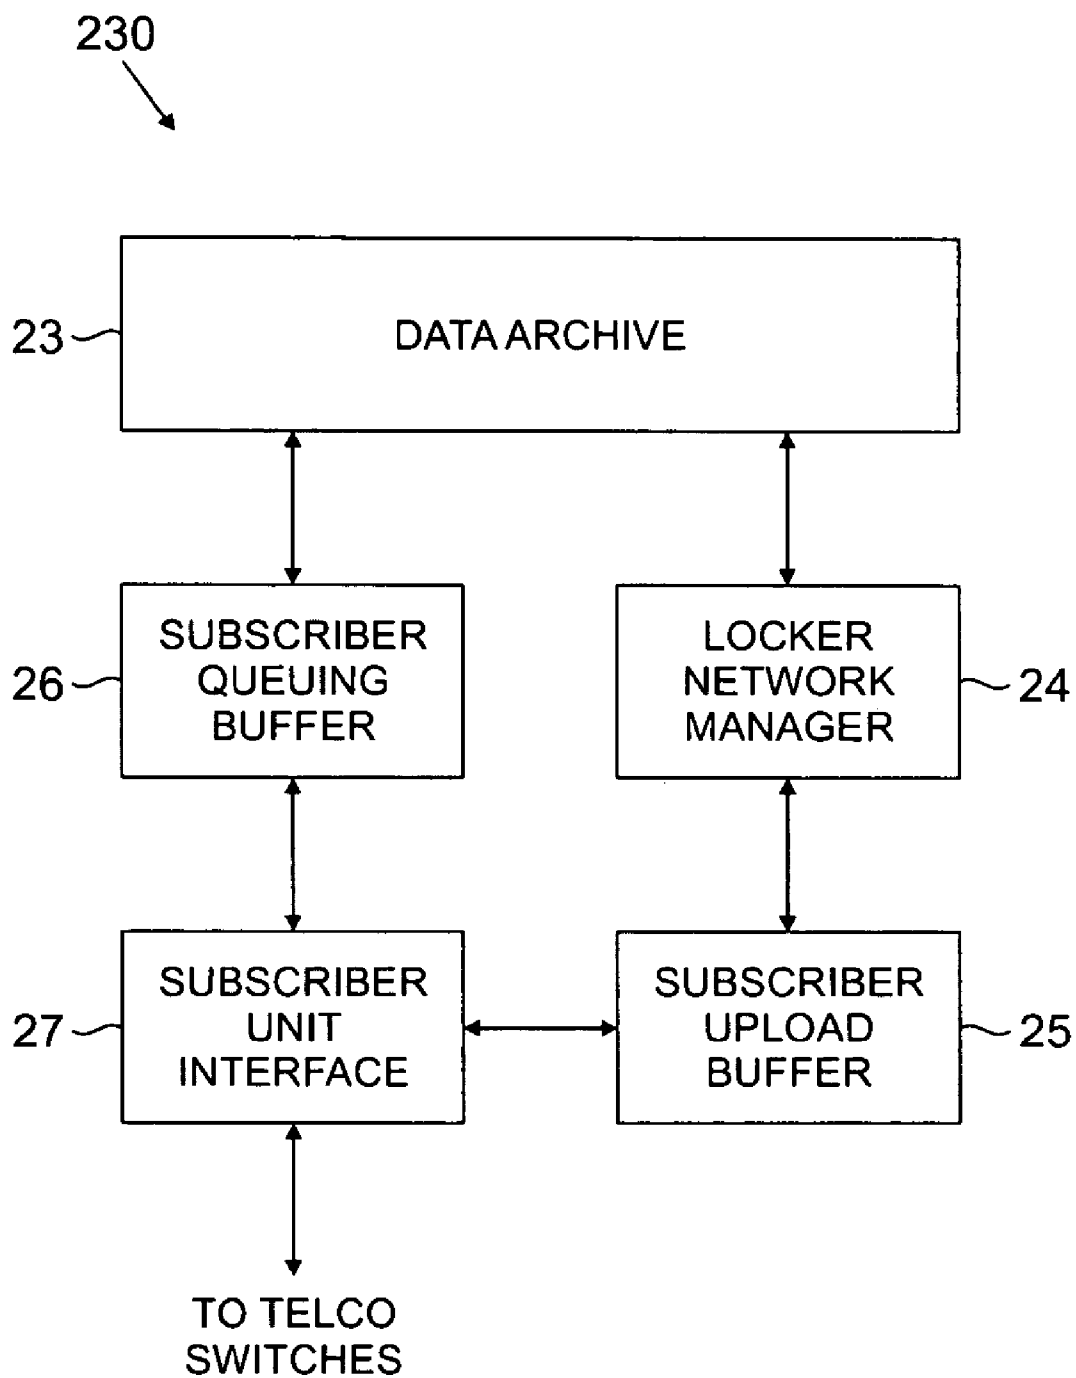 230
23
DATA ARCHIVE
SUBSCRIBER
QUEUING
BUFFER
26
LOCKER
NETWORK
MANAGER
24
SUBSCRIBER
UNIT
INTERFACE
27
SUBSCRIBER
UPLOAD
BUFFER
25
TO TELCO
SWITCHES